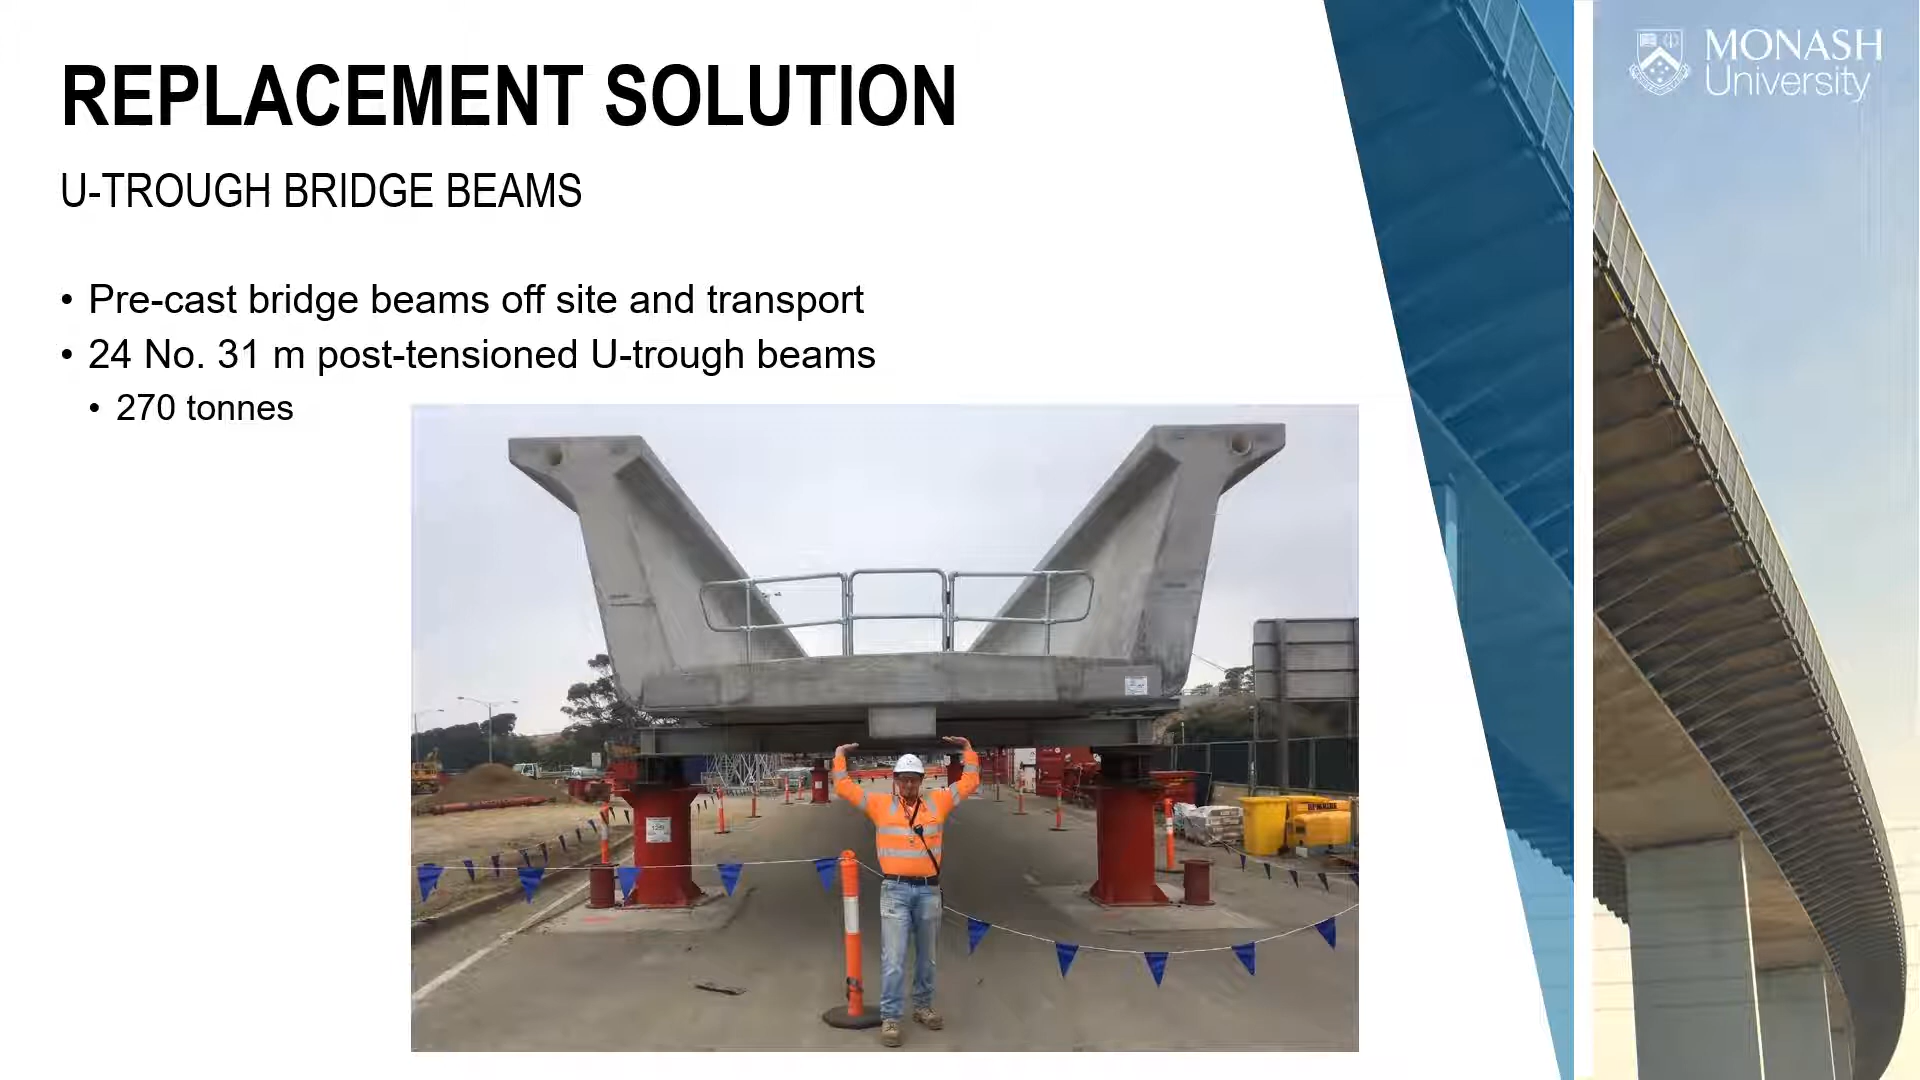 REPLACEMENT SOLUTION
U-TROUGH BRIDGE BEAMS
• Pre-cast bridge beams off site and transport
• 24 No. 31 m post-tensioned U-trough beams
• 270 tonnes
MONASH
University